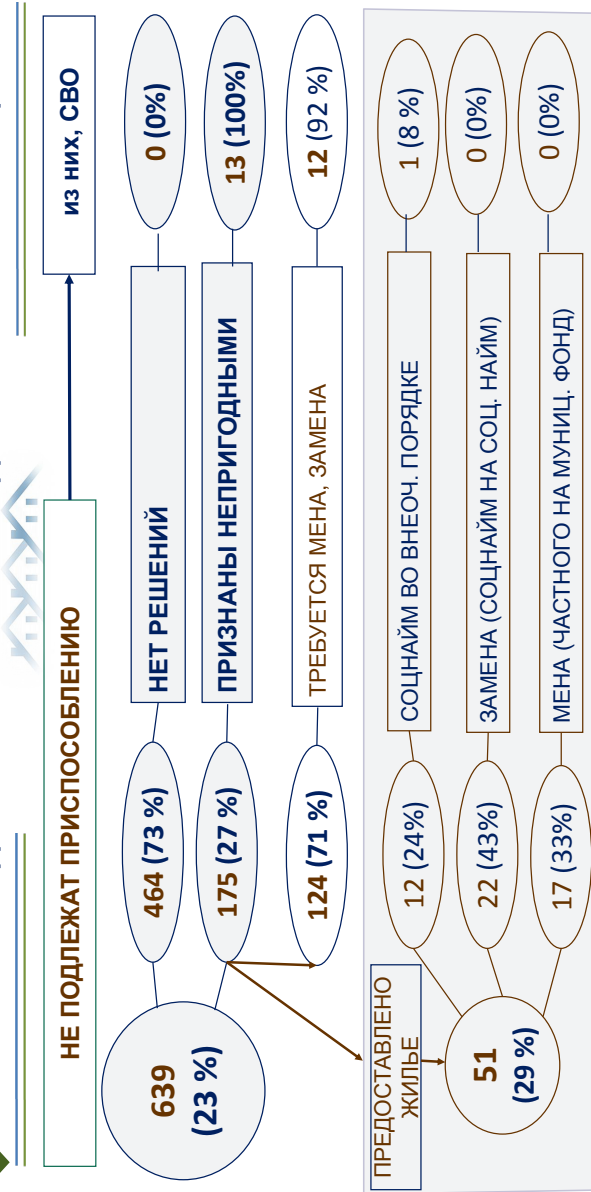 НЕ ПОДЛЕЖАТ ПРИСПОСОБЛЕНИЮ
из них, СВО
639
(23 %)
464 (73 %)
НЕТ РЕШЕНИЙ
0 (0%)
175 (27 %)
ПРИЗНАНЫ НЕПРИГОДНЫМИ
13 (100%)
124 (71 %)
ТРЕБУЕТСЯ МЕНА, ЗАМЕНА
12 (92 %)
ПРЕДОСТАВЛЕНО
ЖИЛЬЕ
51
(29 %)
12 (24%)
СОЦНАЙМ ВО ВНЕОЧ. ПОРЯДКЕ
1 (8 %)
22 (43%)
ЗАМЕНА (СОЦНАЙМ НА СОЦ. НАЙМ)
0 (0%)
17 (33%)
МЕНА (ЧАСТНОГО НА МУНИЦ. ФОНД)
0 (0%)